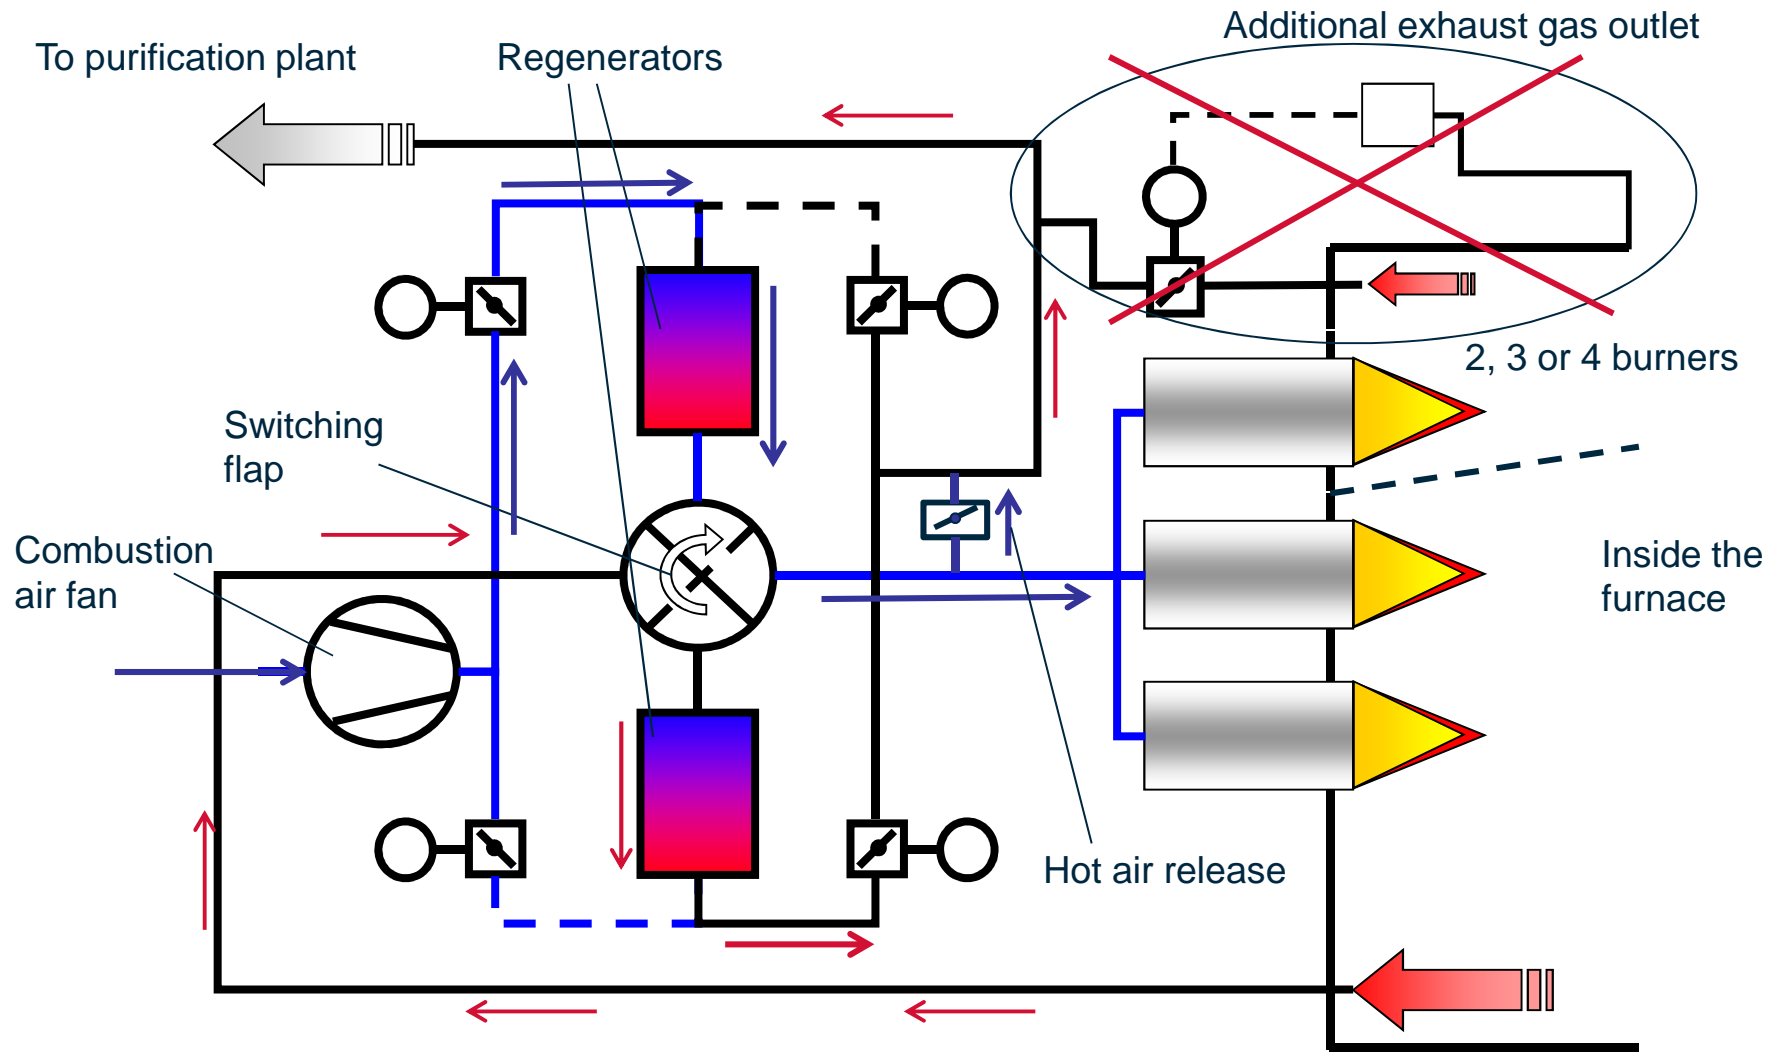 Additional exhaust gas outlet
To purification plant
Regenerators
2, 3 or 4 burners
Switching
flap
Combustion
air fan
Inside the
furnace
Hot air release